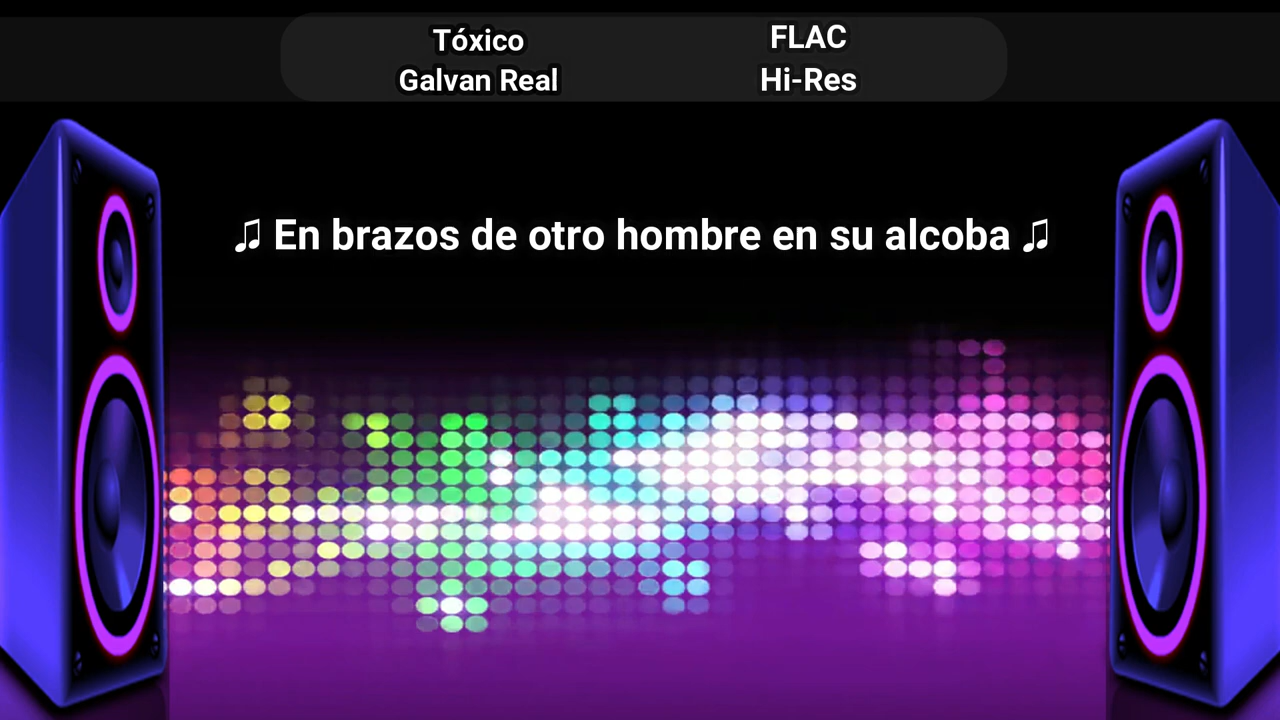 Tóxico
Galvan Real
FLAC
Hi-Res
♫ En brazos de otro hombre en su alcoba ♫